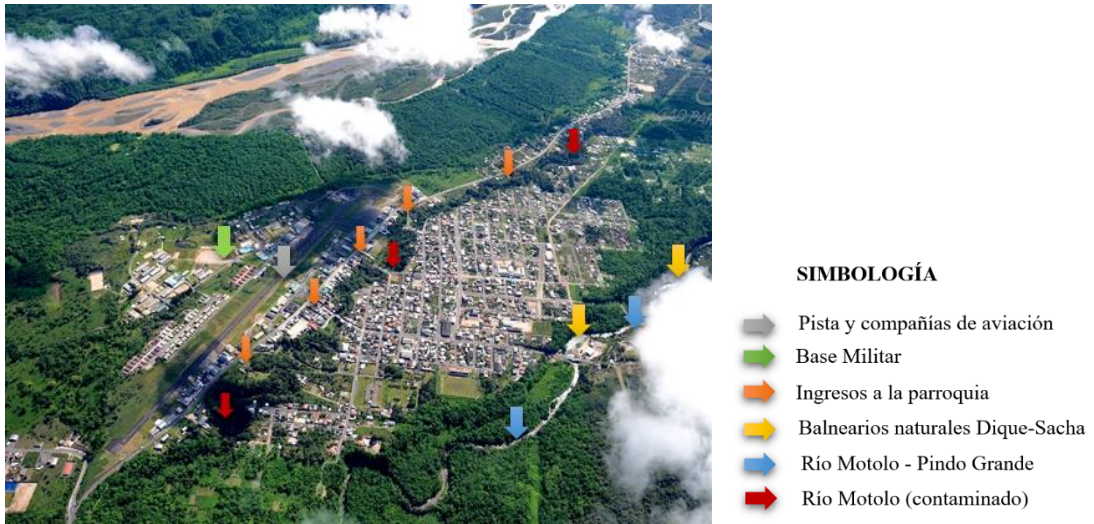 SIMBOLOGÍA
Pista y compañías de aviación
Base Militar
Ingresos a la parroquia
Balnearios naturales Dique-Sacha
Río Motolo - Pindo Grande
Río Motolo (contaminado)